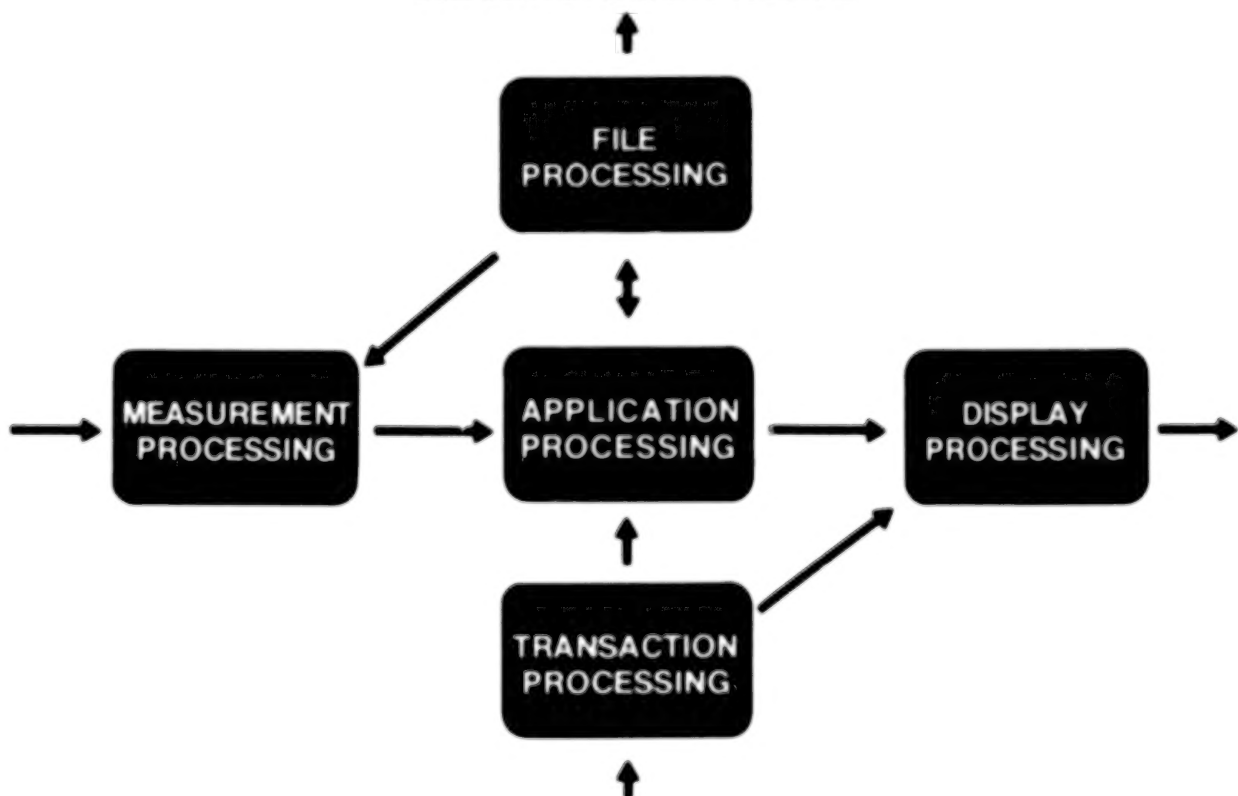 FILE
PROCESSING
MEASUREMENT
PROCESSING
APPLICATION
PROCESSING
DISPLAY
PROCESSING
TRANSACTION
PROCESSING